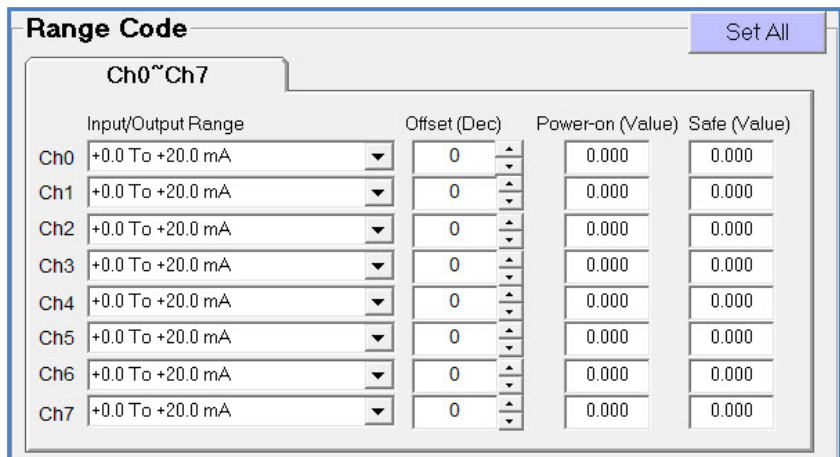 Range Code Set All
Ch0~Ch7
Input/Output Range Offset (Dec) Power-on (Value) Safe (Value)
Ch0 +0.0 To +20.0 mA 0 0.000 0.000
Ch1 +0.0 To +20.0 mA 0 0.000 0.000
Ch2 +0.0 To +20.0 mA 0 0.000 0.000
Ch3 +0.0 To +20.0 mA 0 0.000 0.000
Ch4 +0.0 To +20.0 mA 0 0.000 0.000
Ch5 +0.0 To +20.0 mA 0 0.000 0.000
Ch6 +0.0 To +20.0 mA 0 0.000 0.000
Ch7 +0.0 To +20.0 mA 0 0.000 0.000